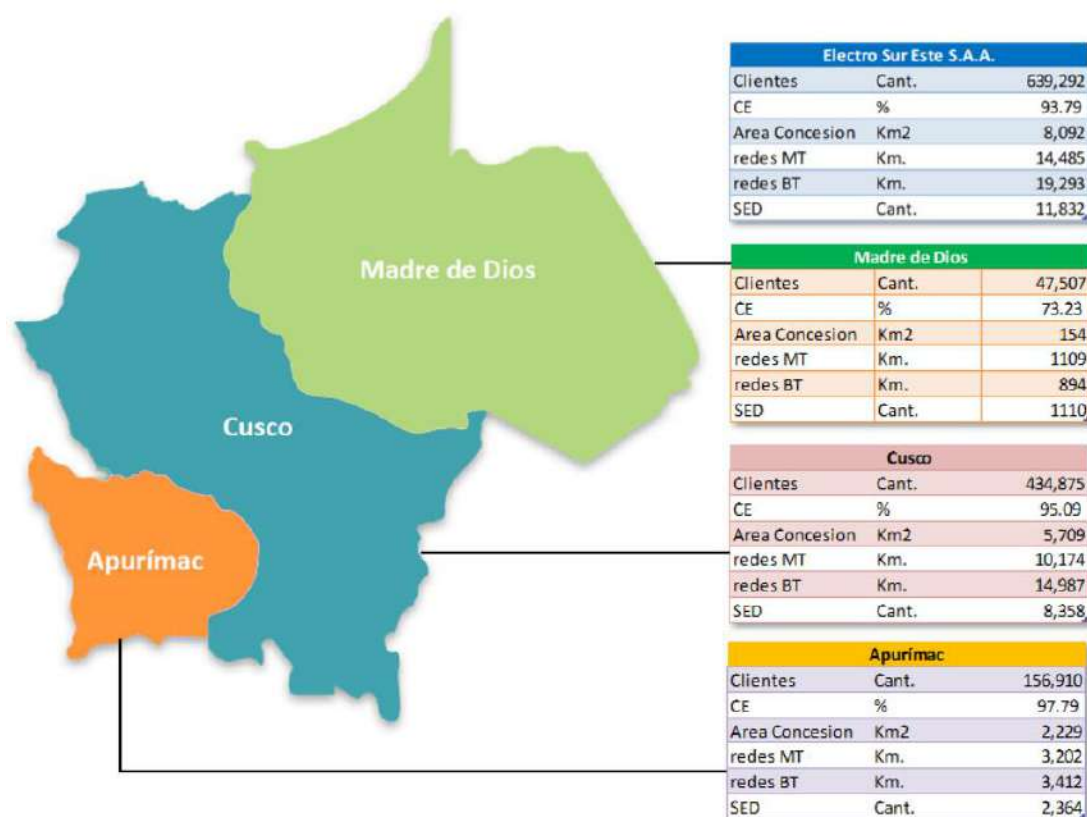 Madre de Dios
Cusco
Apurímac
Electro Sur Este S.A.A.
Clientes Cant. 639,292
CE % 93.79
Area Concesion Km2 8,092
redes MT Km. 14,485
redes BT Km. 19,293
SED Cant. 11,832
Madre de Dios
Clientes Cant. 47,507
CE % 73.23
Area Concesion Km2 154
redes MT Km. 1109
redes BT Km. 894
SED Cant. 1110
Cusco
Clientes Cant. 434,875
CE % 95.09
Area Concesion Km2 5,709
redes MT Km. 10,174
redes BT Km. 14,987
SED Cant. 8,358
Apurímac
Clientes Cant. 156,910
CE % 97.79
Area Concesion Km2 2,229
redes MT Km. 3,202
redes BT Km. 3,412
SED Cant. 2,364